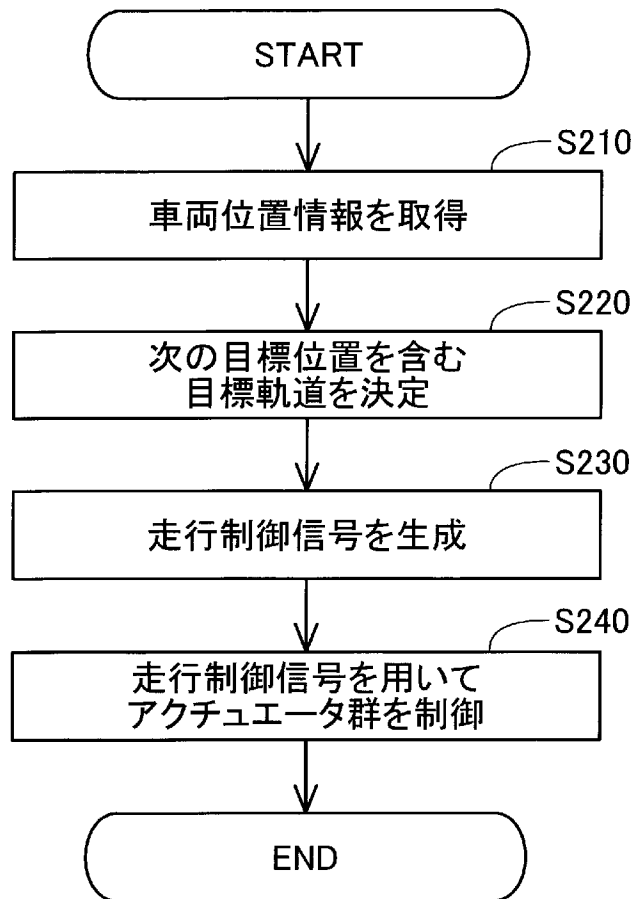 START
S210
車両位置情報を取得
S220
次の目標位置を含む
目標軌道を決定
S230
走行制御信号を生成
S240
走行制御信号を用いて
アクチュエータ群を制御
END